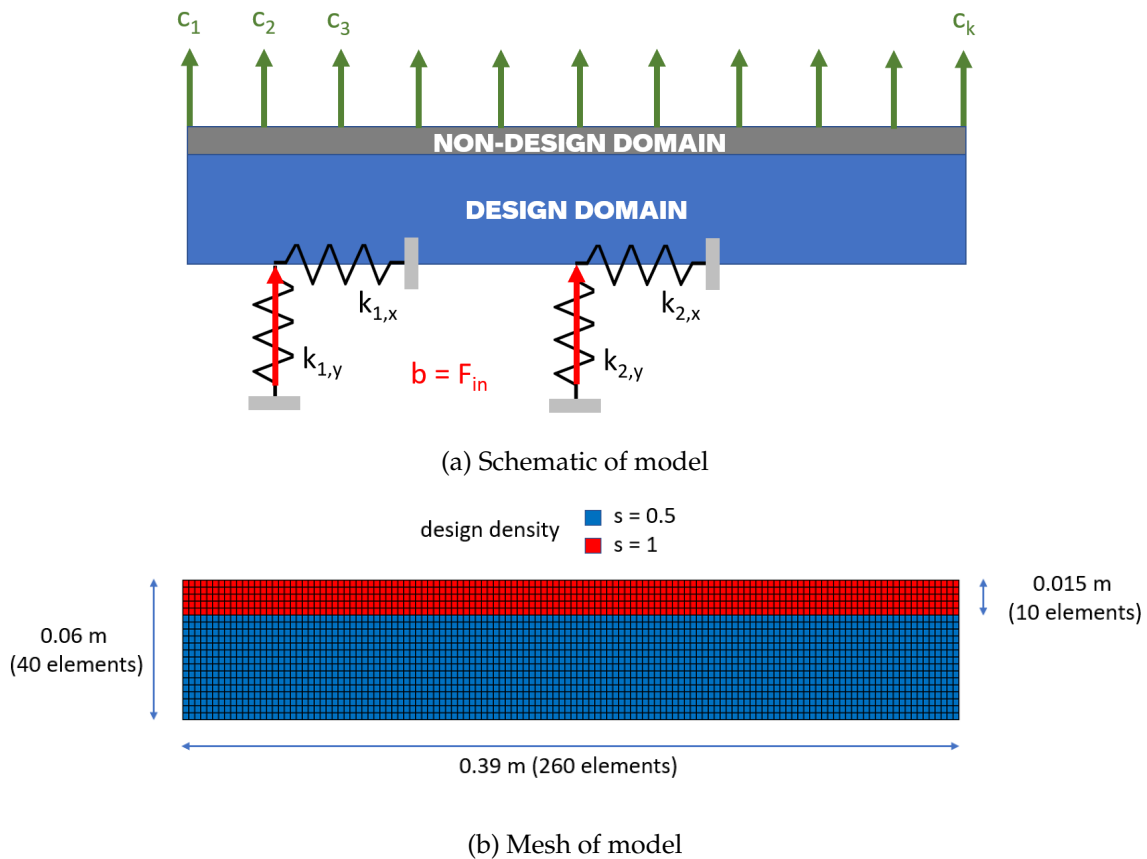 c₁ c₂ c₃ cₖ
NON-DESIGN DOMAIN
DESIGN DOMAIN
k₁,ₓ k₂,ₓ
k₁,ᵧ b = Fᵢₙ k₂,ᵧ
(a) Schematic of model
design density s = 0.5
s = 1
0.06 m
(40 elements)
0.015 m
(10 elements)
0.39 m (260 elements)
(b) Mesh of model